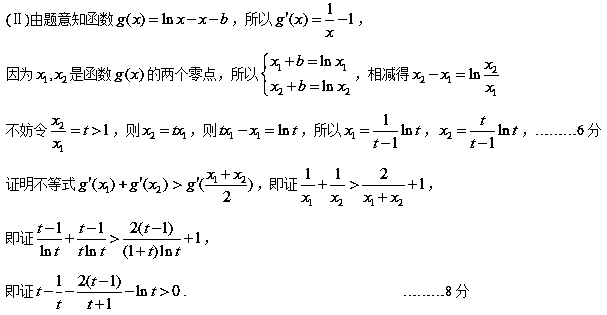 (Ⅱ)由题意知函数 g(x)=ln x−x−b，所以 g′(x)=1/x−1，
因为 x₁,x₂ 是函数 g(x) 的两个零点，所以 {x₁+b=ln x₁ x₂+b=ln x₂，相减得 x₂−x₁=ln x₂/x₁
不妨令 x₂/x₁=t>1，则 x₂=tx₁，则 tx₁−x₁=ln t，所以 x₁=1/(t−1) ln t，x₂=t/(t−1) ln t，………6 分
证明不等式 g′(x₁)+g′(x₂)>g′((x₁+x₂)/2)，即证 1/x₁+1/x₂>2/(x₁+x₂)+1，
即证 (t−1)/ln t+(t−1)/(t ln t)>2(t−1)/((1+t)ln t)+1，
即证 t−1/t−2(t−1)/(t+1)−ln t>0． ………8 分